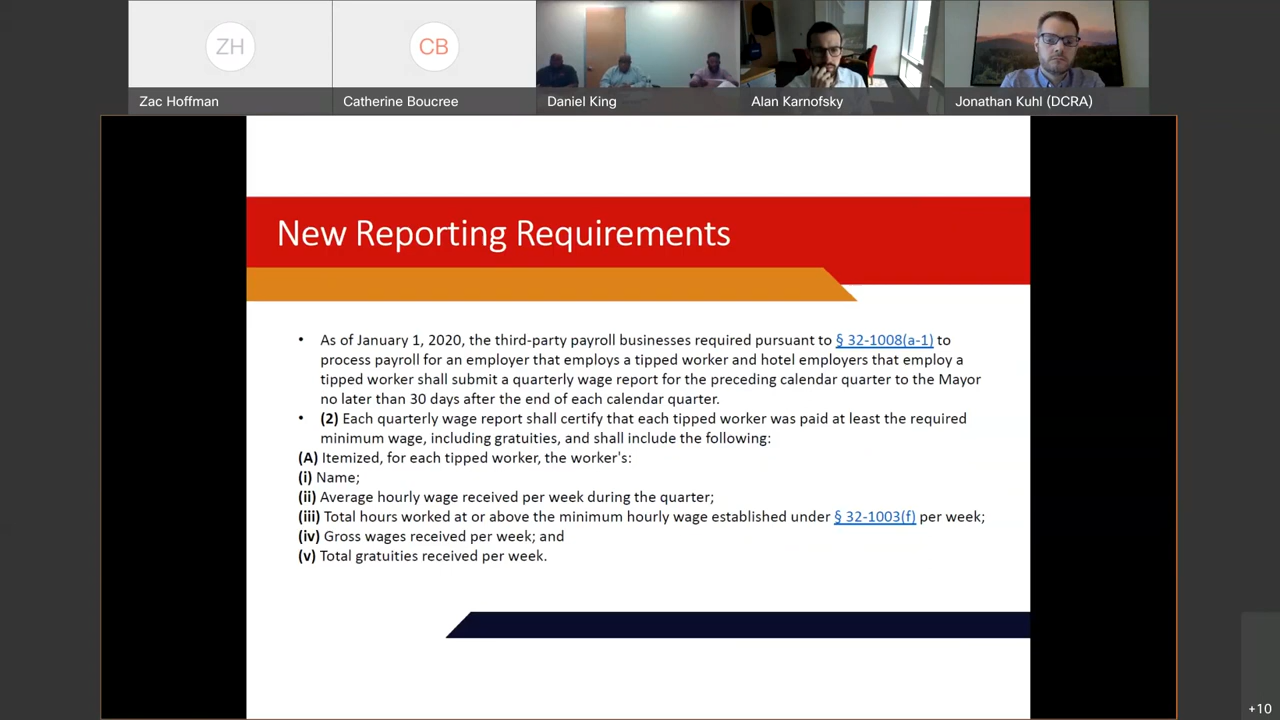 ZH
CB
Zac Hoffman
Catherine Boucree
Daniel King
Alan Karnofsky
Jonathan Kuhl (DCRA)
New Reporting Requirements
• As of January 1, 2020, the third-party payroll businesses required pursuant to § 32-1008(a-1) to
process payroll for an employer that employs a tipped worker and hotel employers that employ a
tipped worker shall submit a quarterly wage report for the preceding calendar quarter to the Mayor
no later than 30 days after the end of each calendar quarter.
• (2) Each quarterly wage report shall certify that each tipped worker was paid at least the required
minimum wage, including gratuities, and shall include the following:
(A) Itemized, for each tipped worker, the worker's:
(i) Name;
(ii) Average hourly wage received per week during the quarter;
(iii) Total hours worked at or above the minimum hourly wage established under § 32-1003(f) per week;
(iv) Gross wages received per week; and
(v) Total gratuities received per week.
+10